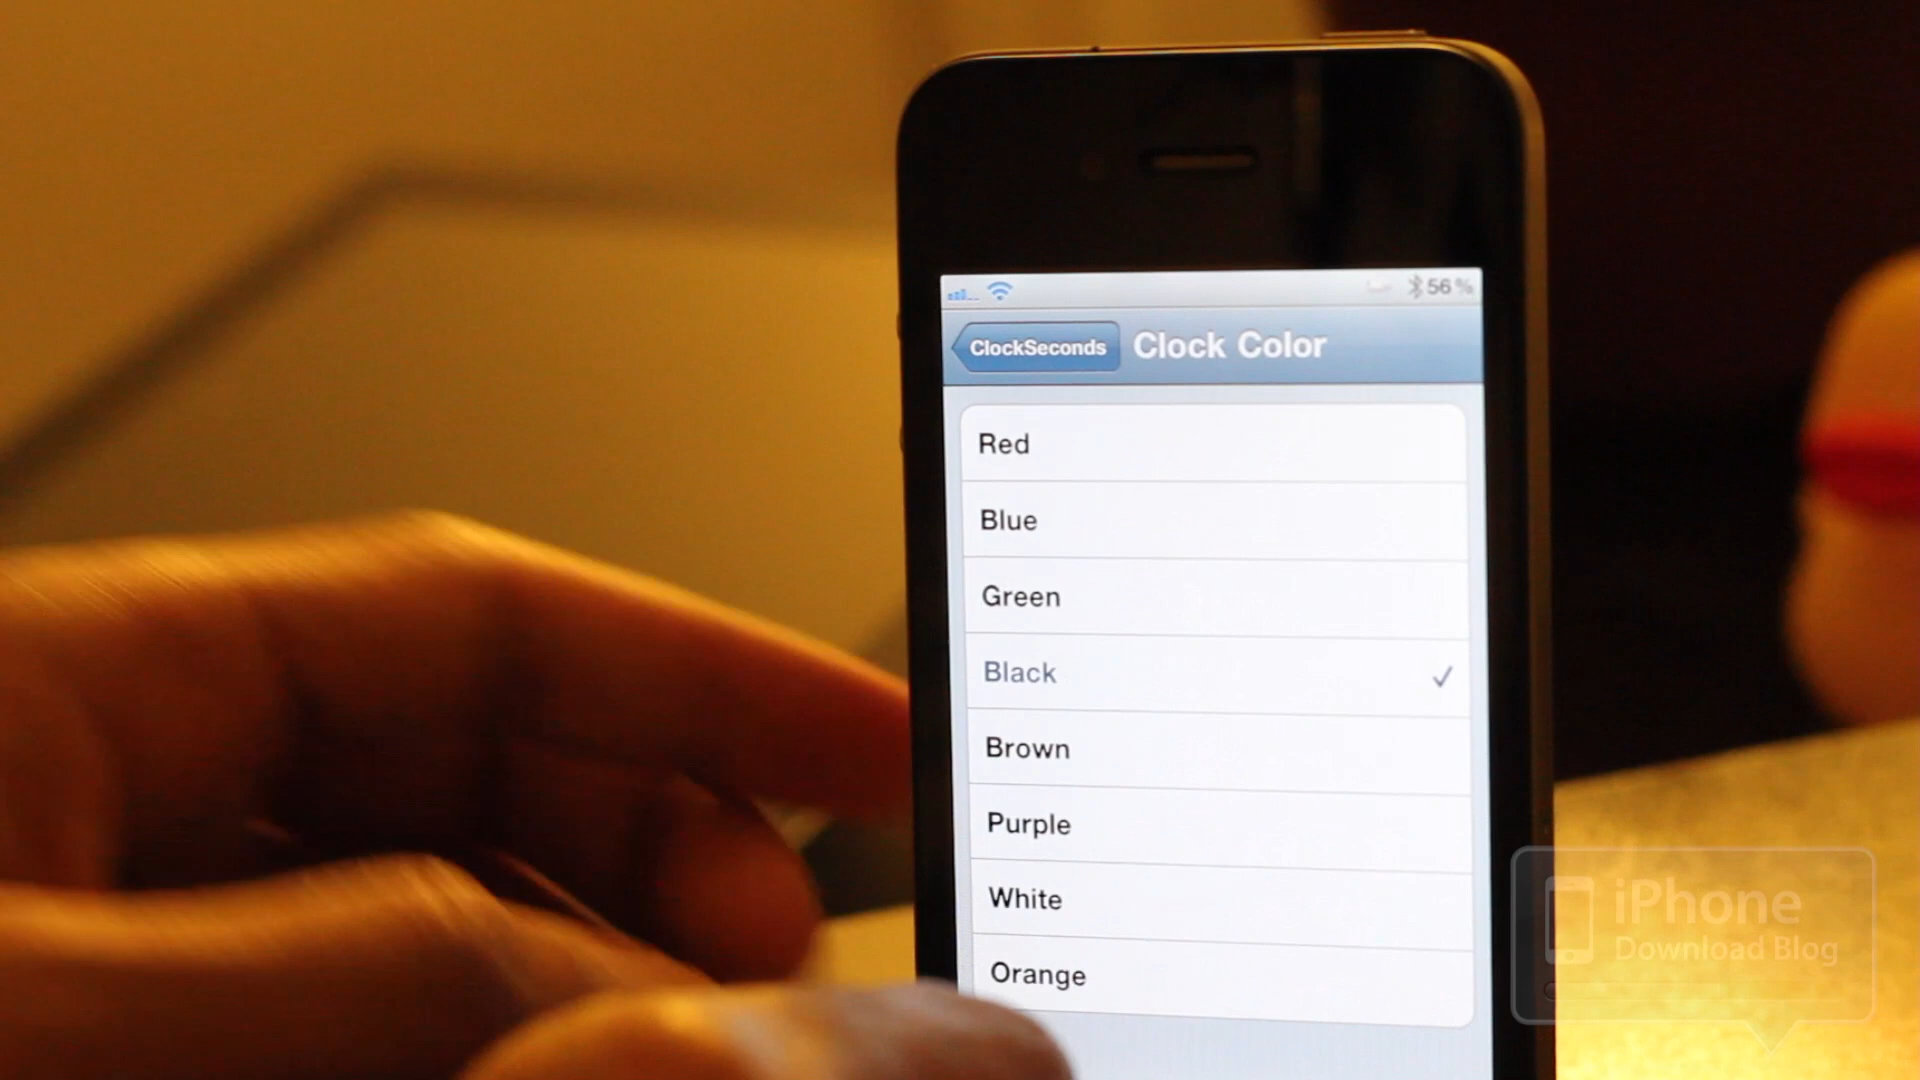 56 %
ClockSeconds
Clock Color
Red
Blue
Green
Black
Brown
Purple
White
Orange
iPhone
Download Blog